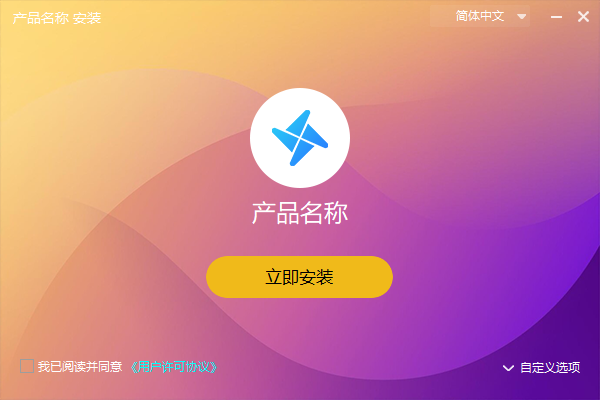 产品名称 安装
简体中文
产品名称
立即安装
我已阅读并同意 《用户许可协议》
自定义选项